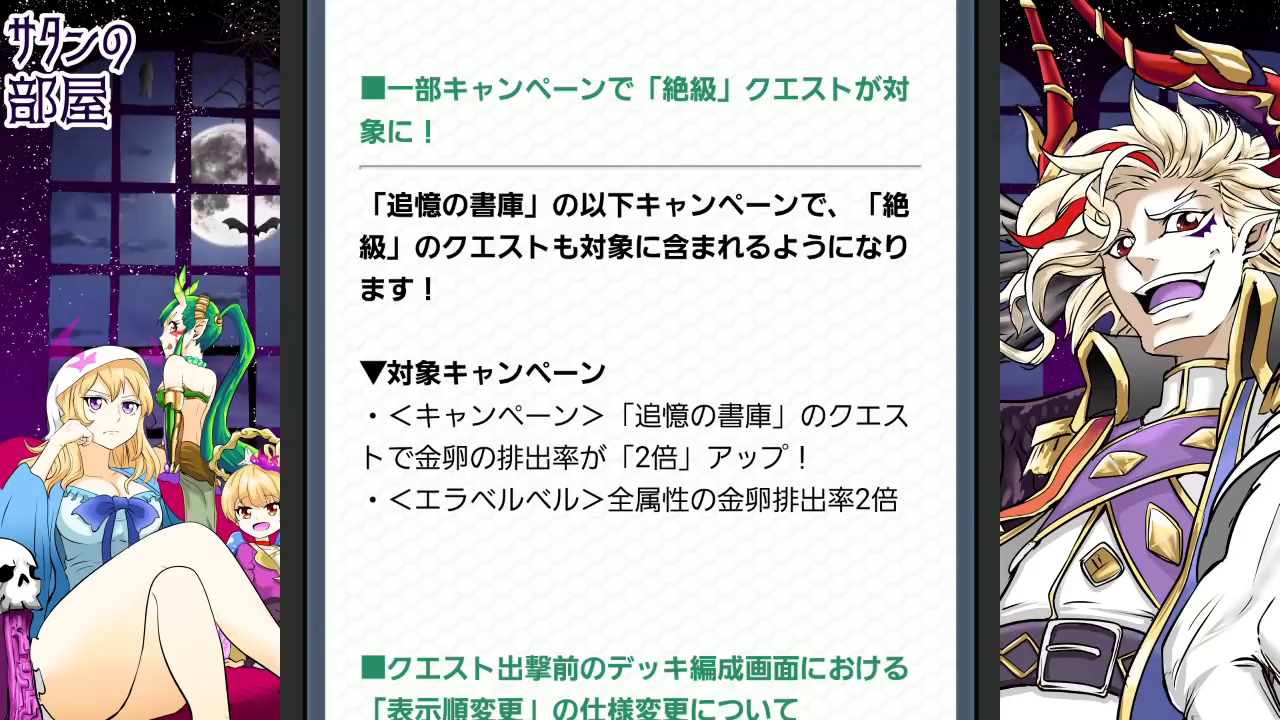 サタンの
部屋
■一部キャンペーンで「絶級」クエストが対
象に！
「追憶の書庫」の以下キャンペーンで、「絶
級」のクエストも対象に含まれるようになり
ます！
▼対象キャンペーン
・＜キャンペーン＞「追憶の書庫」のクエス
トで金卵の排出率が「2倍」アップ！
・＜エラベルベル＞全属性の金卵排出率2倍
■クエスト出撃前のデッキ編成画面における
「表示順変更」の仕様変更について